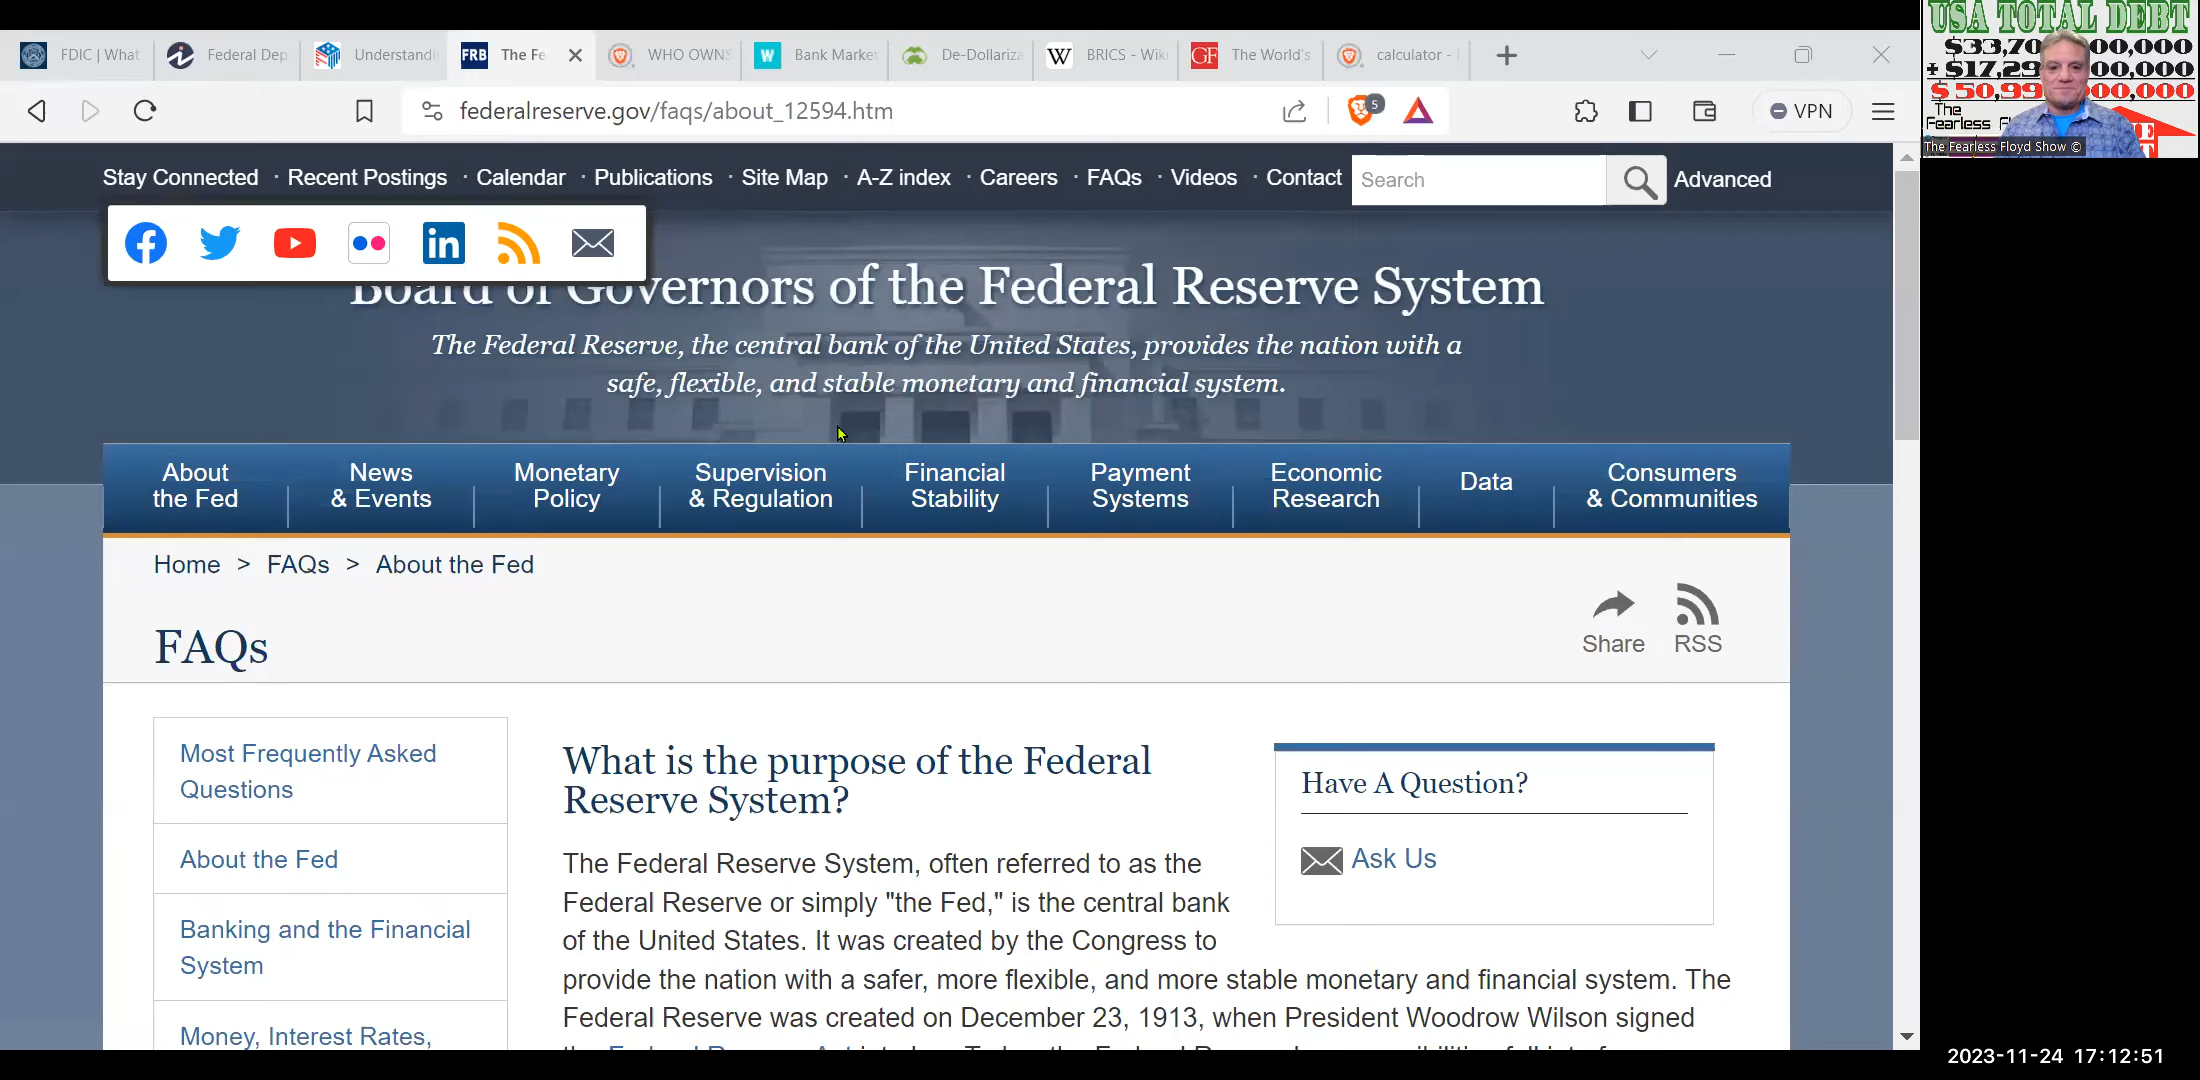 FDIC | What
Federal Dep
Understandi
FRB
The Fe
WHO OWNS
W
Bank Market
De-Dollariza
W
BRICS - Wiki
GF
The World's
calculator -
federalreserve.gov/faqs/about_12594.htm
5
VPN
USA TOTAL DEBT
$33,70
00,000
+ $17,29
00,000
$ 50,99
00,000
The
Fearless
The Fearless Floyd Show ©
Stay Connected · Recent Postings · Calendar · Publications · Site Map · A-Z index · Careers · FAQs · Videos · Contact
Search
Advanced
in
Board of Governors of the Federal Reserve System
The Federal Reserve, the central bank of the United States, provides the nation with a
safe, flexible, and stable monetary and financial system.
About
the Fed
News
& Events
Monetary
Policy
Supervision
& Regulation
Financial
Stability
Payment
Systems
Economic
Research
Data
Consumers
& Communities
Home > FAQs > About the Fed
FAQs
Share
RSS
Most Frequently Asked
Questions
About the Fed
Banking and the Financial
System
Money, Interest Rates,
What is the purpose of the Federal
Reserve System?
The Federal Reserve System, often referred to as the
Federal Reserve or simply "the Fed," is the central bank
of the United States. It was created by the Congress to
provide the nation with a safer, more flexible, and more stable monetary and financial system. The
Federal Reserve was created on December 23, 1913, when President Woodrow Wilson signed
Have A Question?
Ask Us
2023-11-24 17:12:51